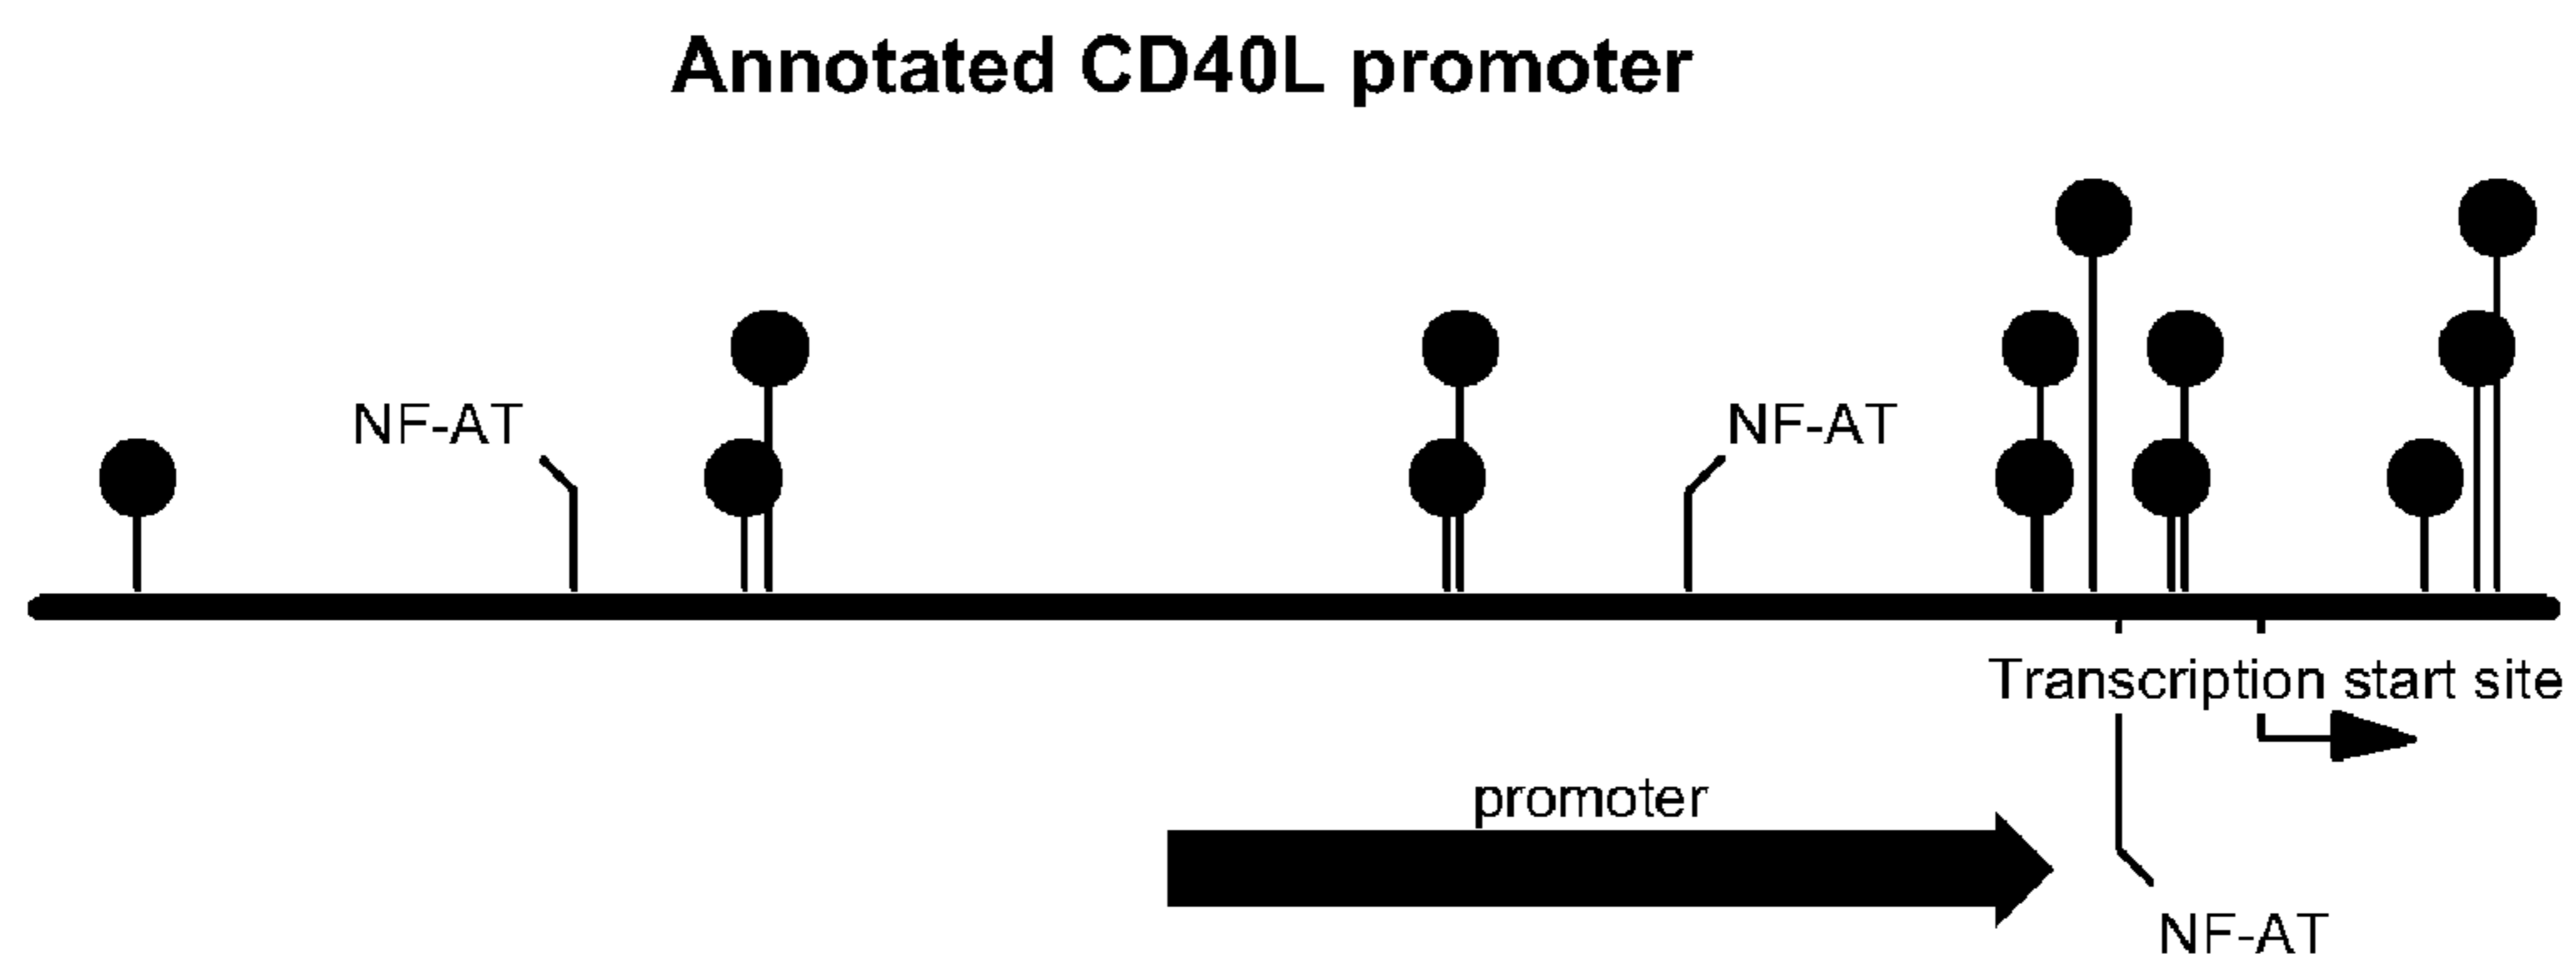 Annotated CD40L promoter
NF-AT
NF-AT
Transcription start site
promoter
NF-AT